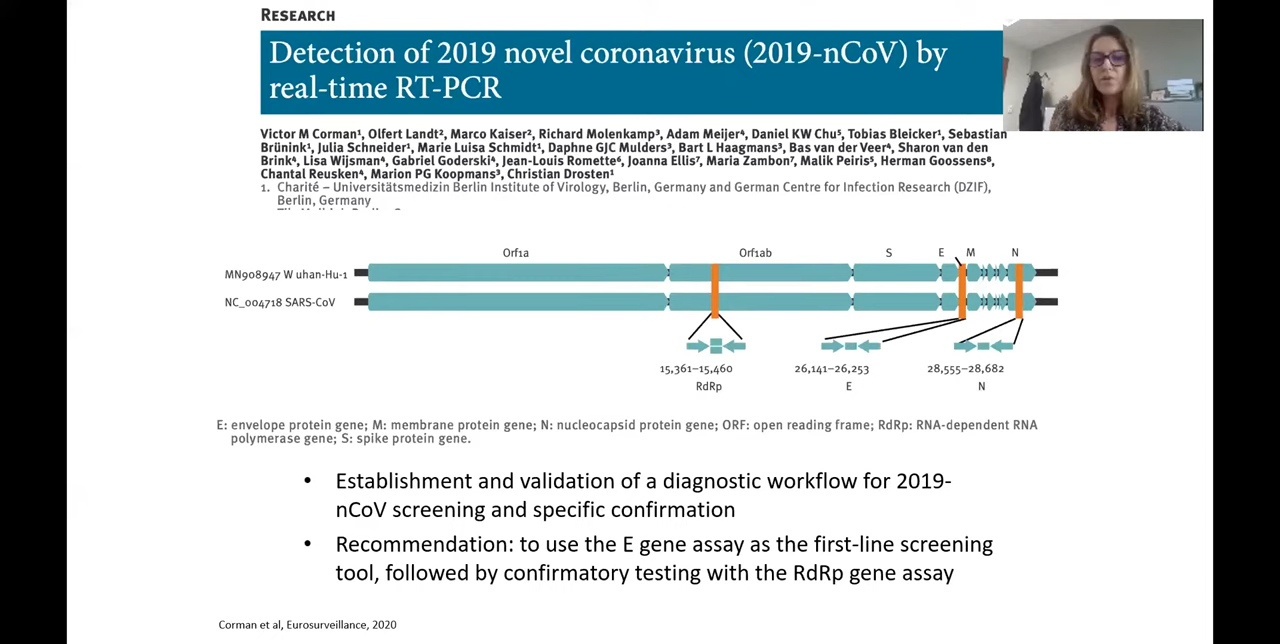 RESEARCH
Detection of 2019 novel coronavirus (2019-nCoV) by
real-time RT-PCR
Victor M Corman¹, Olfert Landt², Marco Kaiser², Richard Molenkamp³, Adam Meijer⁴, Daniel KW Chu⁵, Tobias Bleicker¹, Sebastian
Brünink¹, Julia Schneider¹, Marie Luisa Schmidt¹, Daphne GJC Mulders³, Bart L Haagmans³, Bas van der Veer⁴, Sharon van den
Brink⁴, Lisa Wijsman⁴, Gabriel Goderski⁴, Jean-Louis Romette⁶, Joanna Ellis⁷, Maria Zambon⁷, Malik Peiris⁵, Herman Goossens⁸,
Chantal Reusken⁴, Marion PG Koopmans³, Christian Drosten¹
1. Charité – Universitätsmedizin Berlin Institute of Virology, Berlin, Germany and German Centre for Infection Research (DZIF),
Berlin, Germany
Orf1a Orf1ab S E M N
MN908947 W uhan-Hu-1
NC_004718 SARS-CoV
15,361–15,460 26,141–26,253 28,555–28,682
RdRp E N
E: envelope protein gene; M: membrane protein gene; N: nucleocapsid protein gene; ORF: open reading frame; RdRp: RNA-dependent RNA
polymerase gene; S: spike protein gene.
• Establishment and validation of a diagnostic workflow for 2019-
nCoV screening and specific confirmation
• Recommendation: to use the E gene assay as the first-line screening
tool, followed by confirmatory testing with the RdRp gene assay
Corman et al, Eurosurveillance, 2020